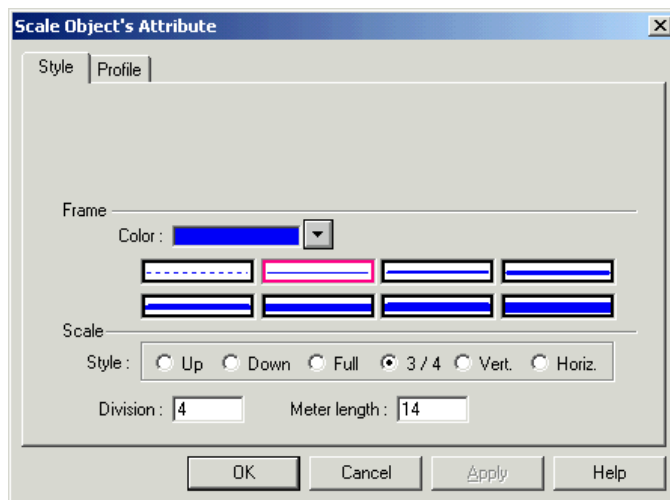 Scale Object's Attribute
Style Profile
Frame
Color :
Scale
Style : Up Down Full 3 / 4 Vert. Horiz.
Division : 4 Meter length : 14
OK Cancel Apply Help